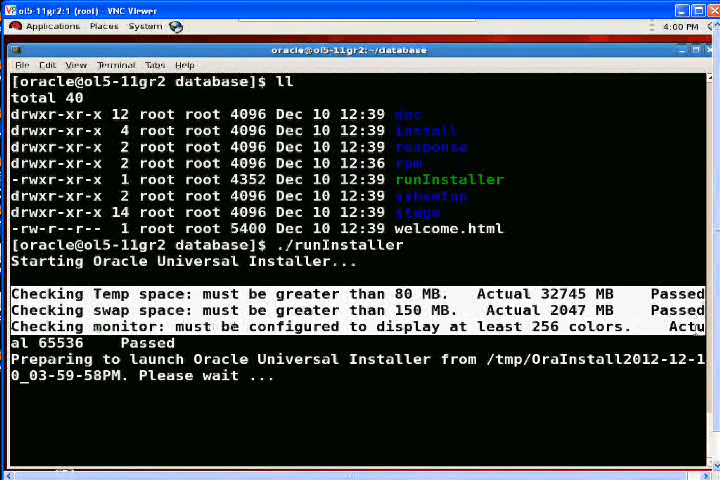 ol5-11gr2:1 (root) - VNC Viewer
Applications Places System 4:00 PM
oracle@ol5-11gr2:~/database
File Edit View Terminal Tabs Help
[oracle@ol5-11gr2 database]$ ll
total 40
drwxr-xr-x 12 root root 4096 Dec 10 12:39 doc
drwxr-xr-x 4 root root 4096 Dec 10 12:39 install
drwxr-xr-x 2 root root 4096 Dec 10 12:39 response
drwxr-xr-x 2 root root 4096 Dec 10 12:36 rpm
-rwxr-xr-x 1 root root 4352 Dec 10 12:39 runInstaller
drwxr-xr-x 2 root root 4096 Dec 10 12:39 sshsetup
drwxr-xr-x 14 root root 4096 Dec 10 12:39 stage
-rw-r--r-- 1 root root 5400 Dec 10 12:39 welcome.html
[oracle@ol5-11gr2 database]$ ./runInstaller
Starting Oracle Universal Installer...
Checking Temp space: must be greater than 80 MB. Actual 32745 MB Passed
Checking swap space: must be greater than 150 MB. Actual 2047 MB Passed
Checking monitor: must be configured to display at least 256 colors. Actu
al 65536 Passed
Preparing to launch Oracle Universal Installer from /tmp/OraInstall2012-12-1
0_03-59-58PM. Please wait ...